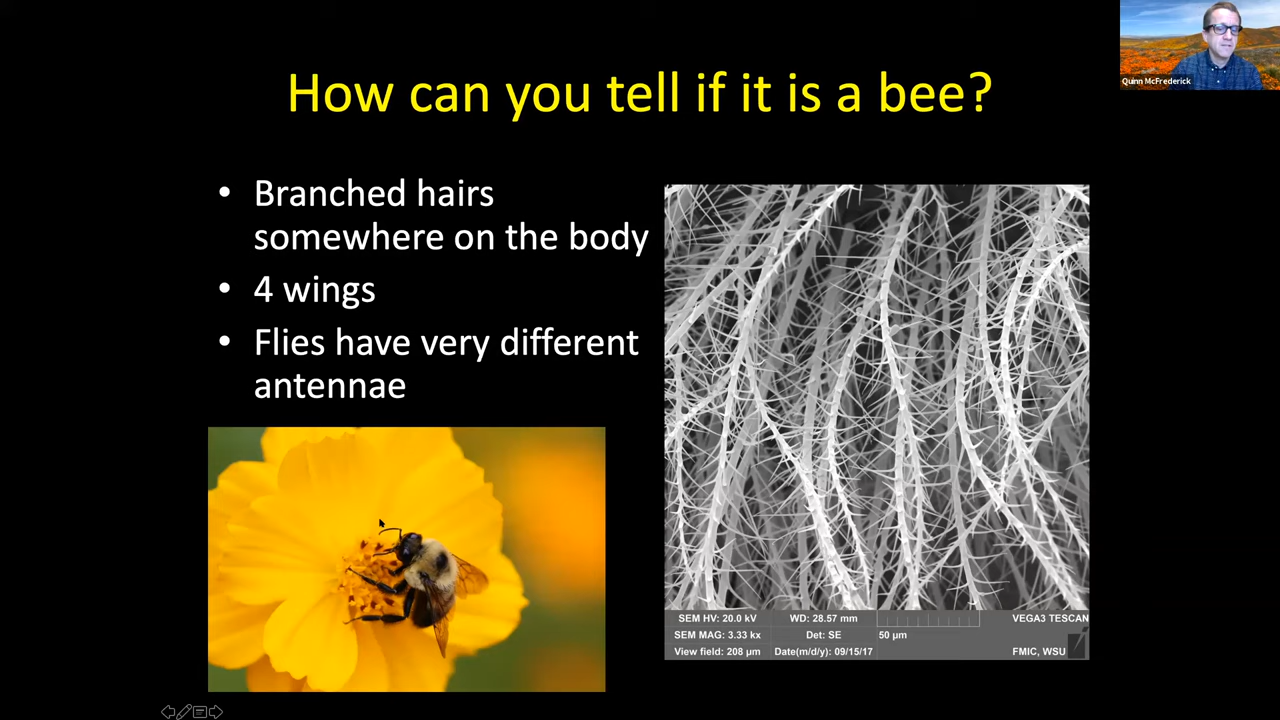 How can you tell if it is a bee?
Quinn McFrederick
• Branched hairs
somewhere on the body
• 4 wings
• Flies have very different
antennae
SEM HV: 20.0 kV WD: 28.57 mm VEGA3 TESCAN
SEM MAG: 3.33 kx Det: SE 50 µm
View field: 208 µm Date(m/d/y): 09/15/17 FMIC, WSU